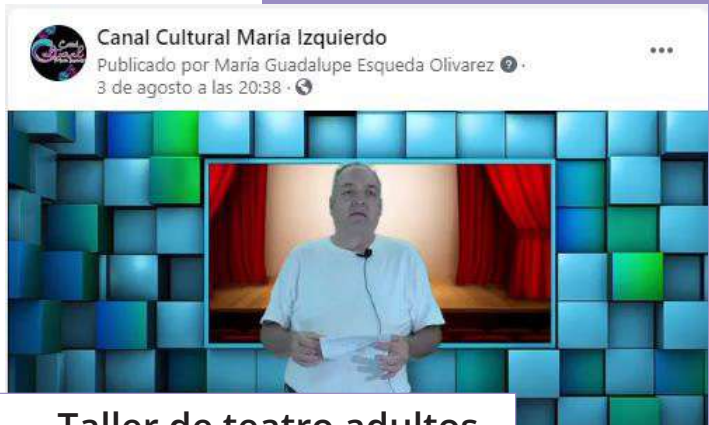 Canal Cultural María Izquierdo
Publicado por María Guadalupe Esqueda Olivarez
3 de agosto a las 20:38 ·
Taller de teatro adultos